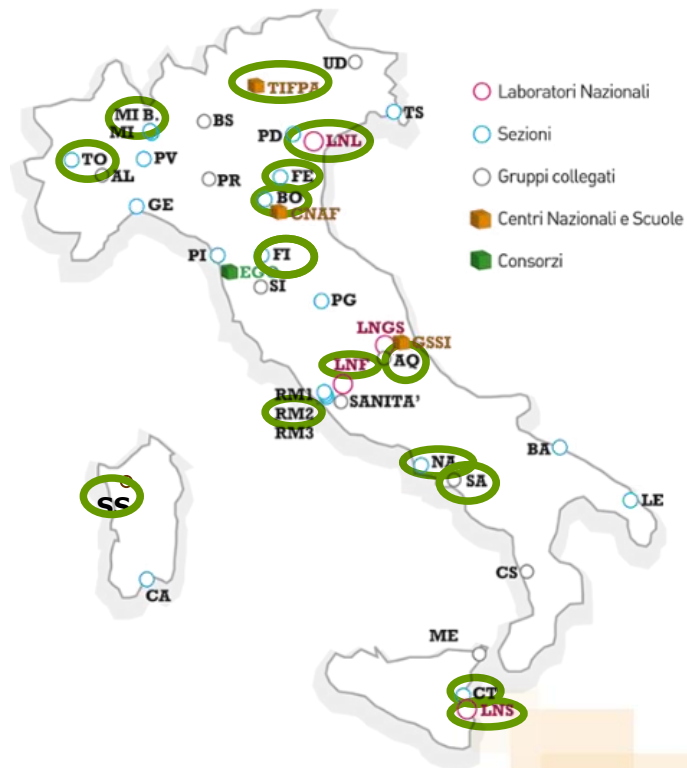 UD
TIFPA
TS
MI B.
MI
BS
PD
LNL
TO
PV
AL
PR
FE
BO
CNAF
GE
PI
FI
EGO
SI
PG
LNGS
GSSI
LNF
AQ
RM1
SANITA'
RM2
RM3
BA
NA
SA
LE
SS
CS
CA
ME
CT
LNS
Laboratori Nazionali
Sezioni
Gruppi collegati
Centri Nazionali e Scuole
Consorzi